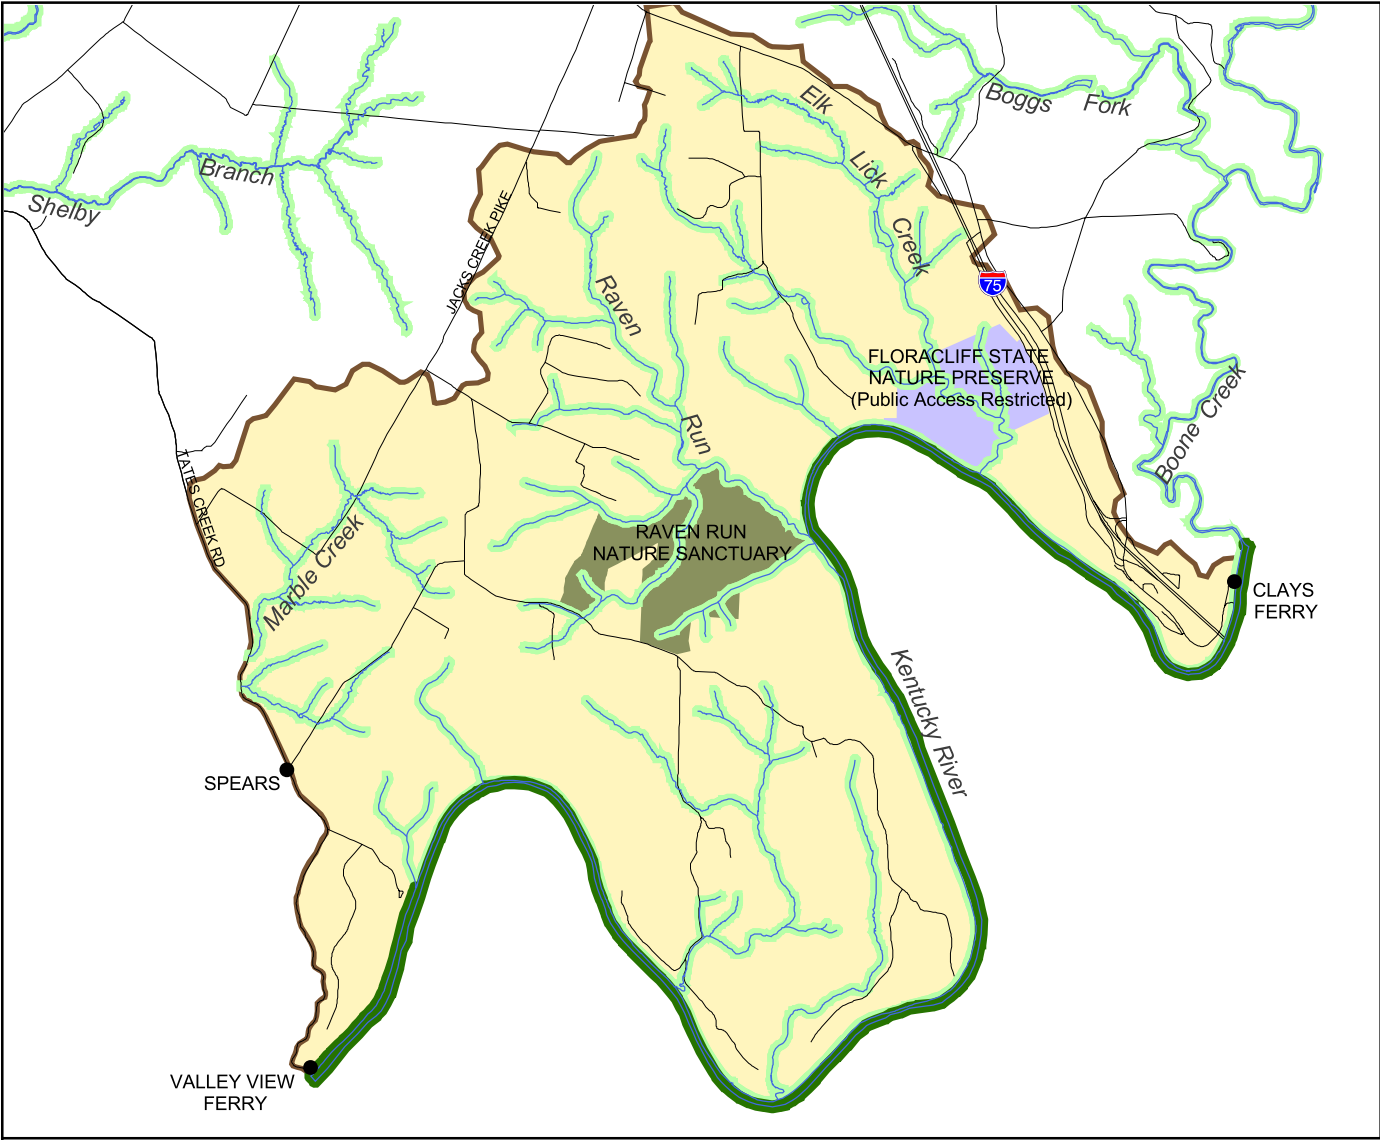 Elk
Boggs
Fork
Branch
Shelby
Lick
Creek
JACKS CREEK PIKE
Raven
75
FLORACLIFF STATE
NATURE PRESERVE
(Public Access Restricted)
Boone Creek
Run
TATES CREEK RD
RAVEN RUN
NATURE SANCTUARY
Marble Creek
CLAYS
FERRY
Kentucky River
SPEARS
VALLEY VIEW
FERRY